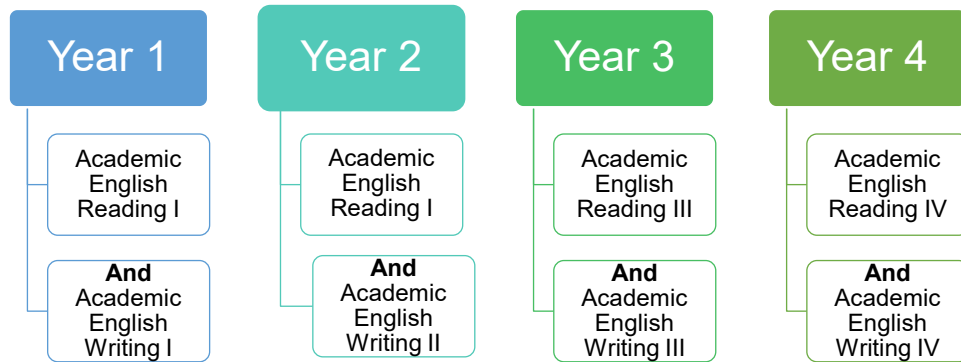 Year 1
Academic
English
Reading I
And
Academic
English
Writing I
Year 2
Academic
English
Reading I
And
Academic
English
Writing II
Year 3
Academic
English
Reading III
And
Academic
English
Writing III
Year 4
Academic
English
Reading IV
And
Academic
English
Writing IV